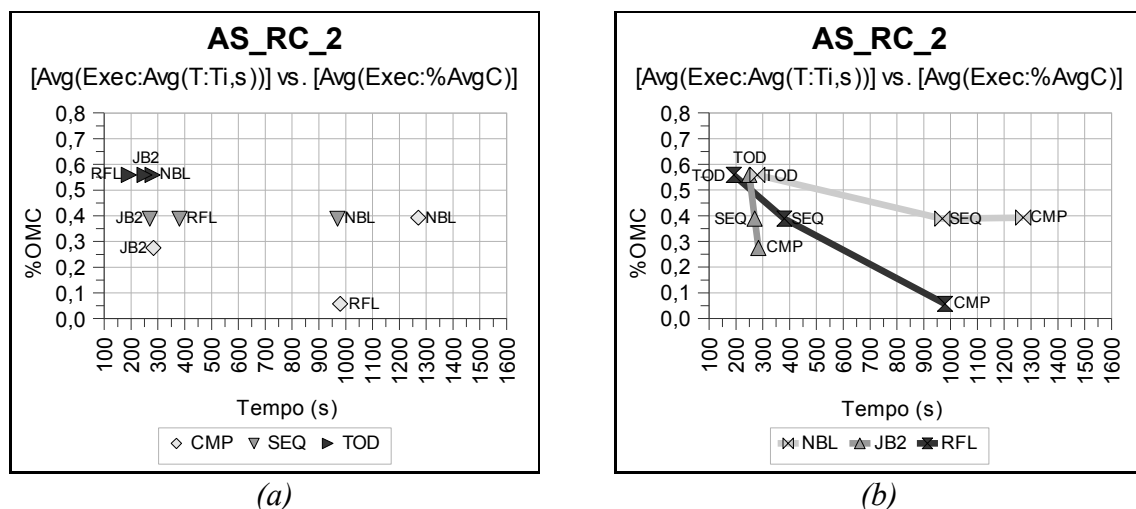 AS_RC_2
[Avg(Exec:Avg(T:Ti,s))] vs. [Avg(Exec:%AvgC)]
%OMC
0,8
0,7
0,6
0,5
0,4
0,3
0,2
0,1
0,0
JB2
RFL NBL
JB2 RFL NBL NBL
JB2
RFL
100 200 300 400 500 600 700 800 900 1000 1100 1200 1300 1400 1500 1600
Tempo (s)
CMP SEQ TOD
(a)
AS_RC_2
[Avg(Exec:Avg(T:Ti,s))] vs. [Avg(Exec:%AvgC)]
%OMC
0,8
0,7
0,6
0,5
0,4
0,3
0,2
0,1
0,0
TOD
TOD TOD
SEQ SEQ SEQ CMP
CMP
CMP
100 200 300 400 500 600 700 800 900 1000 1100 1200 1300 1400 1500 1600
Tempo (s)
NBL JB2 RFL
(b)